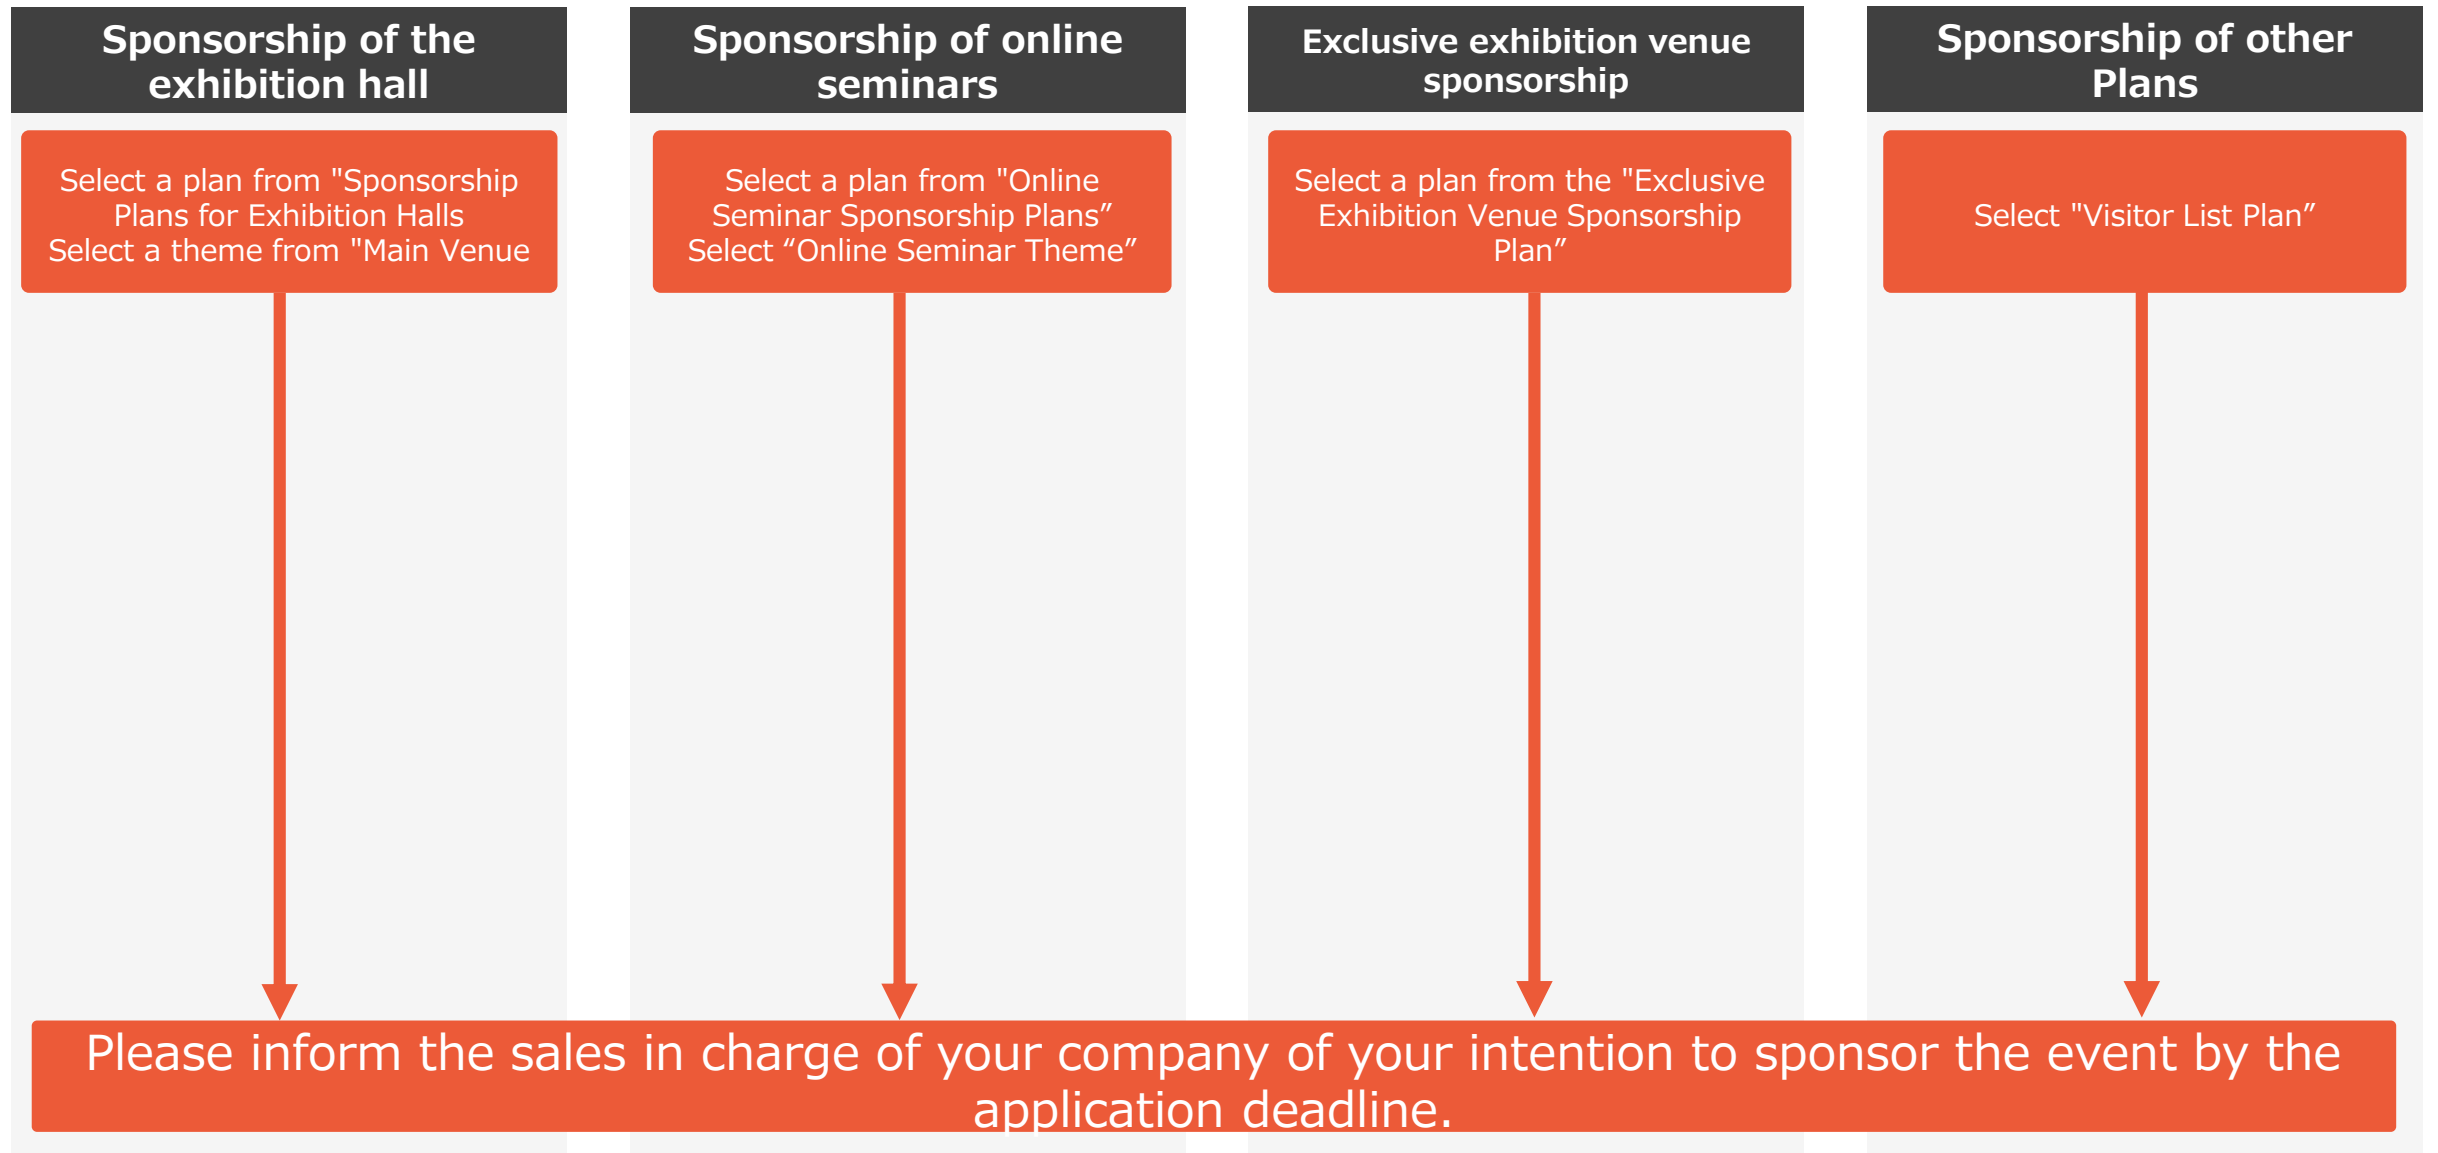 Sponsorship of the
exhibition hall
Select a plan from "Sponsorship
Plans for Exhibition Halls
Select a theme from "Main Venue
Sponsorship of online
seminars
Select a plan from "Online
Seminar Sponsorship Plans”
Select “Online Seminar Theme”
Exclusive exhibition venue
sponsorship
Select a plan from the "Exclusive
Exhibition Venue Sponsorship
Plan”
Sponsorship of other
Plans
Select "Visitor List Plan”
Please inform the sales in charge of your company of your intention to sponsor the event by the
application deadline.